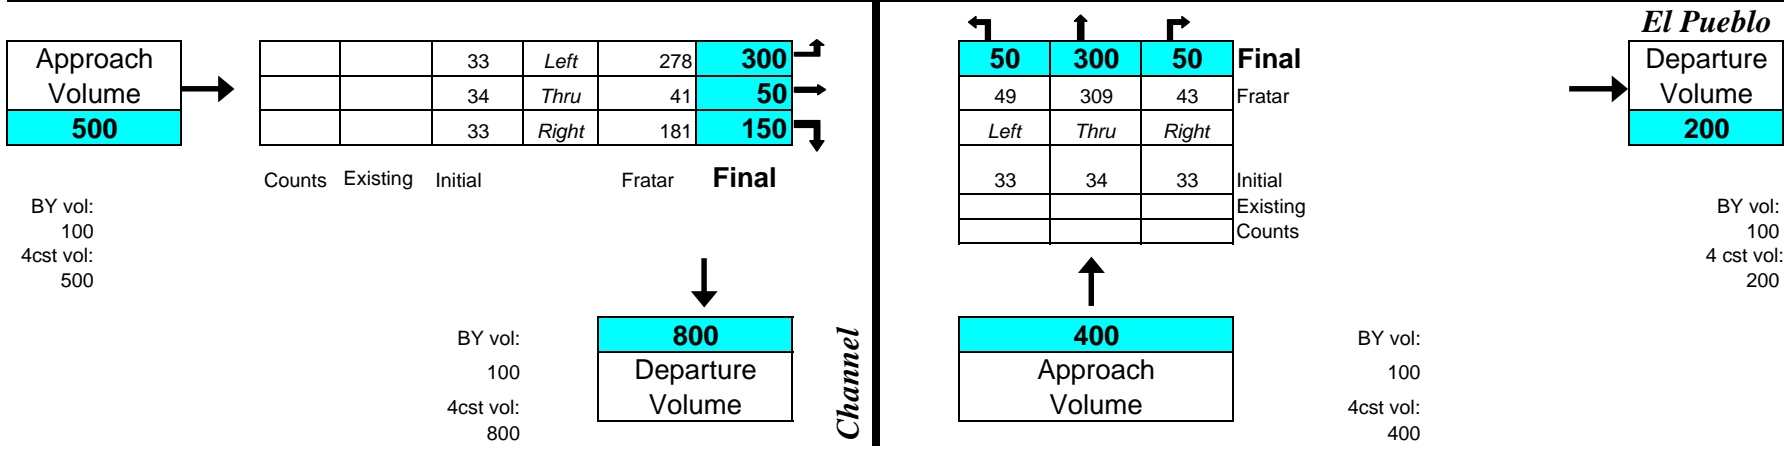 El Pueblo
Approach
Volume
500
33 Left 278 300
34 Thru 41 50
33 Right 181 150
Counts Existing Initial Fratar Final
BY vol:
100
4cst vol:
500
50 300 50 Final
49 309 43 Fratar
Left Thru Right
33 34 33 Initial
Existing
Counts
Departure
Volume
200
BY vol:
100
4 cst vol:
200
BY vol:
100
4cst vol:
800
800
Departure
Volume
Channel
400
Approach
Volume
BY vol:
100
4cst vol:
400